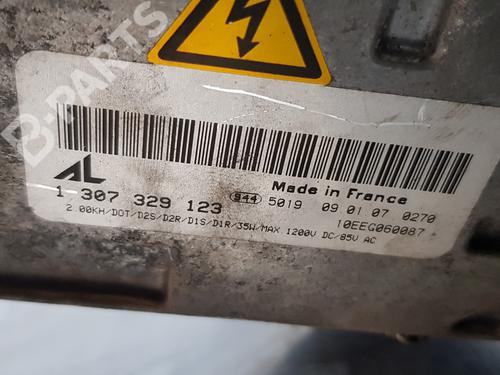 B-PARTS
AL
Made in France
1 307 329 123 944 5019 09 01 07 0270
2.00KH/DOT/D2S/D2R/D1S/D1R/35W/MAX 1200V DC/85V AC
10EEG060087